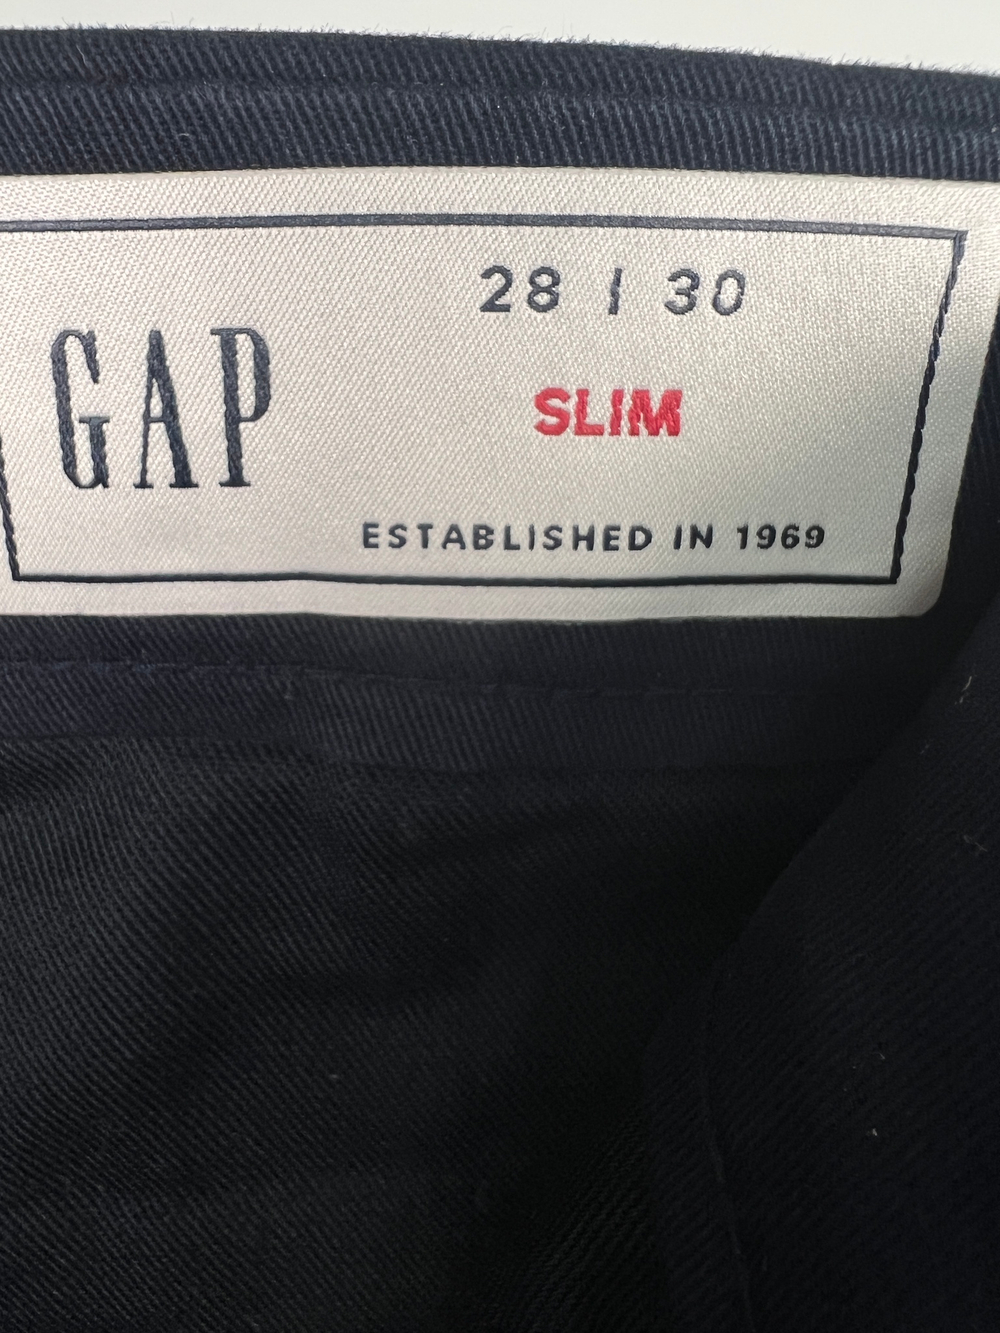 28 | 30
GAP
SLIM
ESTABLISHED IN 1969